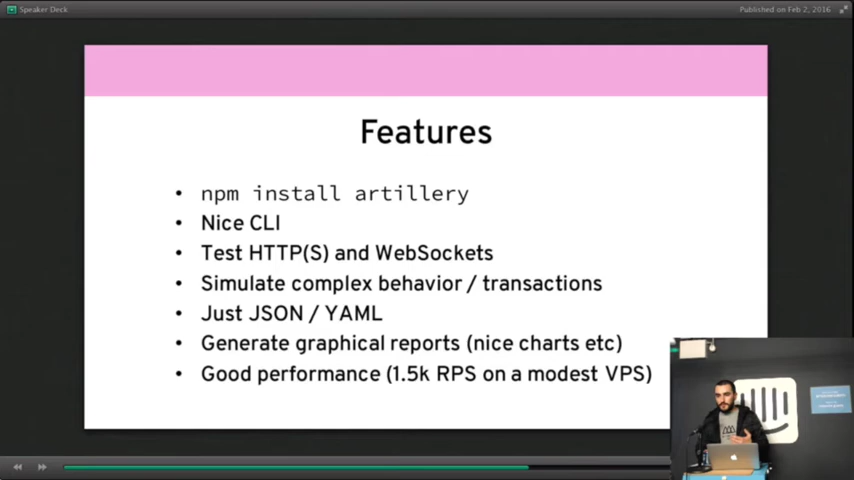 Speaker Deck
Published on Feb 2, 2016
Features
• npm install artillery
• Nice CLI
• Test HTTP(S) and WebSockets
• Simulate complex behavior / transactions
• Just JSON / YAML
• Generate graphical reports (nice charts etc)
• Good performance (1.5k RPS on a modest VPS)